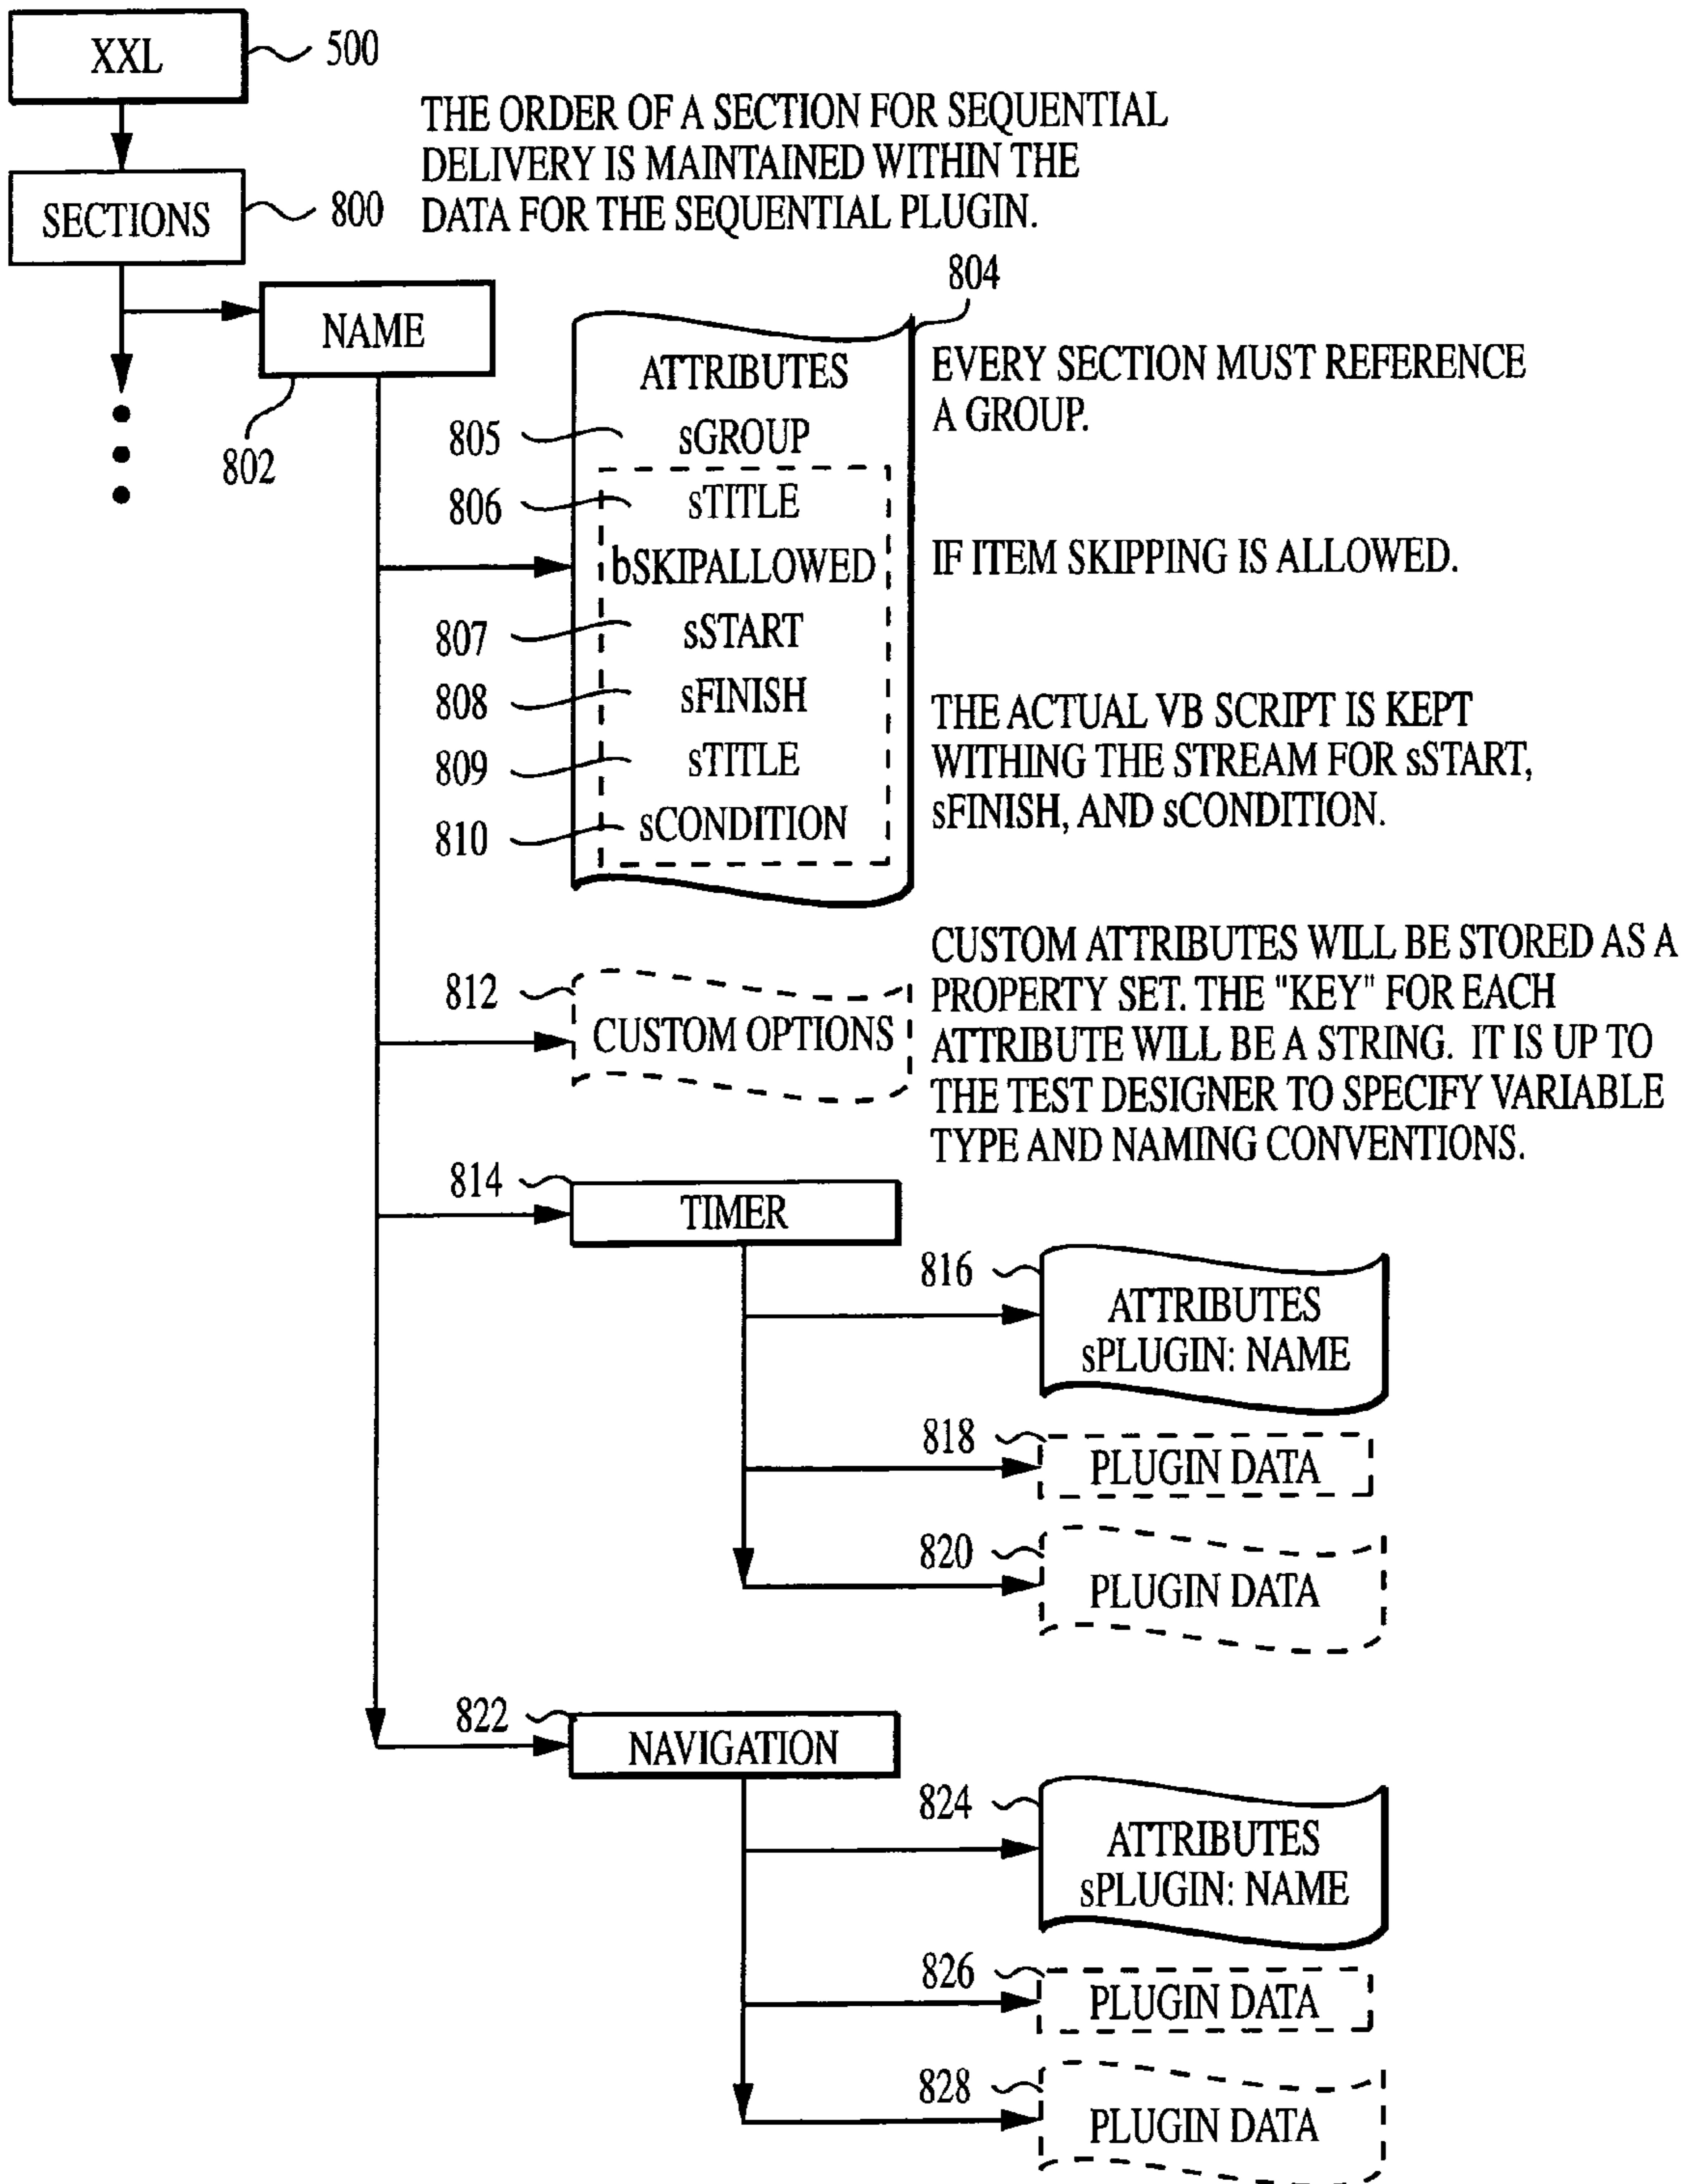 XXL
500
THE ORDER OF A SECTION FOR SEQUENTIAL
DELIVERY IS MAINTAINED WITHIN THE
DATA FOR THE SEQUENTIAL PLUGIN.
SECTIONS
800
NAME
802
804
ATTRIBUTES
EVERY SECTION MUST REFERENCE
A GROUP.
805
sGROUP
806
sTITLE
bSKIPALLOWED
IF ITEM SKIPPING IS ALLOWED.
807
sSTART
808
sFINISH
809
sTITLE
810
sCONDITION
THE ACTUAL VB SCRIPT IS KEPT
WITHING THE STREAM FOR sSTART,
sFINISH, AND sCONDITION.
812
CUSTOM OPTIONS
CUSTOM ATTRIBUTES WILL BE STORED AS A
PROPERTY SET. THE "KEY" FOR EACH
ATTRIBUTE WILL BE A STRING. IT IS UP TO
THE TEST DESIGNER TO SPECIFY VARIABLE
TYPE AND NAMING CONVENTIONS.
814
TIMER
816
ATTRIBUTES
sPLUGIN: NAME
818
PLUGIN DATA
820
PLUGIN DATA
822
NAVIGATION
824
ATTRIBUTES
sPLUGIN: NAME
826
PLUGIN DATA
828
PLUGIN DATA